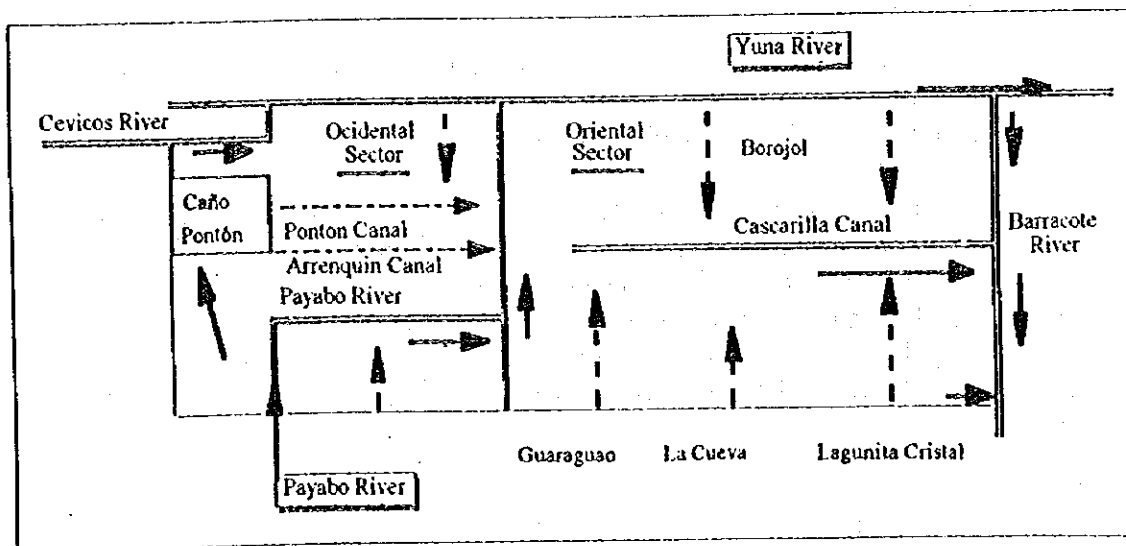 Yuna River
Cevicos River
Ocidental
Sector
Oriental
Sector
Borojol
Caño
Pontón
Ponton Canal
Cascarilla Canal
Barracote
River
Arrenquin Canal
Payabo River
Guaraguao
La Cueva
Lagunita Cristal
Payabo River